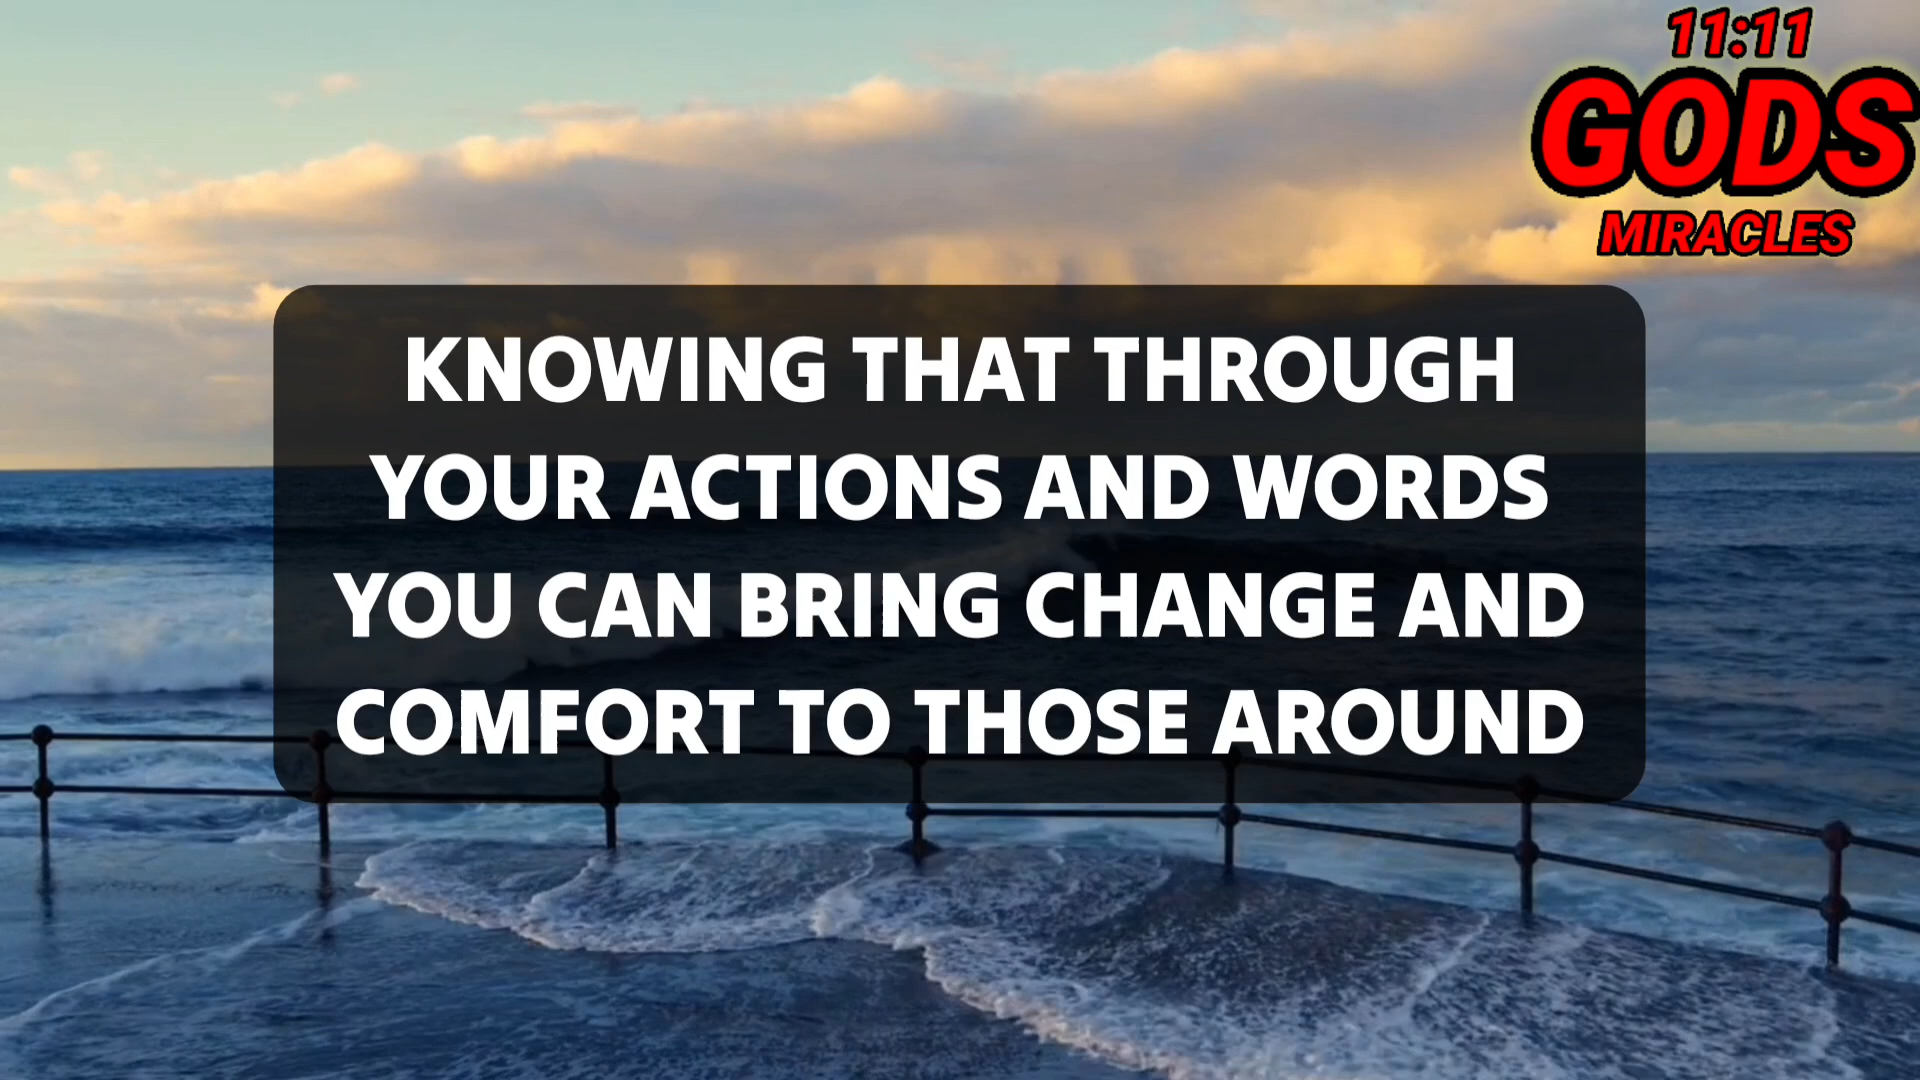 11:11
GODS
MIRACLES
KNOWING THAT THROUGH
YOUR ACTIONS AND WORDS
YOU CAN BRING CHANGE AND
COMFORT TO THOSE AROUND